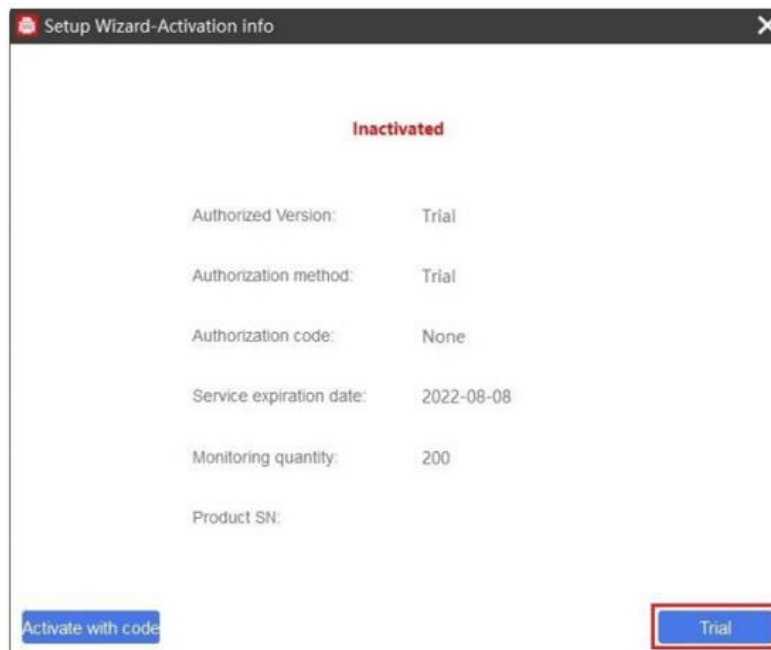 Setup Wizard-Activation info
Inactivated
Authorized Version: Trial
Authorization method: Trial
Authorization code: None
Service expiration date: 2022-08-08
Monitoring quantity: 200
Product SN:
Activate with code Trial